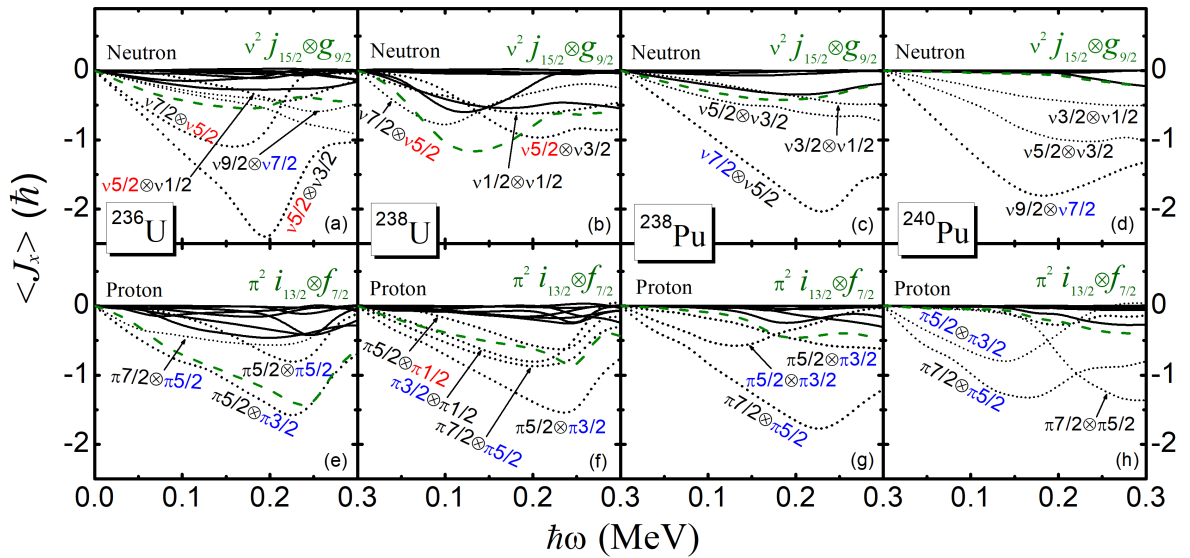 Neutron ν² j15/2⊗g9/2
Neutron ν² j15/2⊗g9/2
Neutron ν² j15/2⊗g9/2
Neutron ν² j15/2⊗g9/2
0
-1
-2
0
-1
-2
<Jx> (ℏ)
ν7/2⊗ν5/2
ν9/2⊗ν7/2
ν5/2⊗ν1/2
ν5/2⊗ν3/2
236U
(a)
ν7/2⊗ν5/2
ν5/2⊗ν3/2
ν1/2⊗ν1/2
238U
(b)
ν5/2⊗ν3/2
ν3/2⊗ν1/2
ν7/2⊗ν5/2
238Pu
(c)
ν3/2⊗ν1/2
ν5/2⊗ν3/2
ν9/2⊗ν7/2
240Pu
(d)
0
-1
-2
Proton π² i13/2⊗f7/2
π7/2⊗π5/2
π5/2⊗π5/2
π5/2⊗π3/2
(e)
Proton π² i13/2⊗f7/2
π5/2⊗π1/2
π3/2⊗π1/2
π7/2⊗π5/2
π5/2⊗π3/2
(f)
Proton π² i13/2⊗f7/2
π5/2⊗π3/2
π5/2⊗π3/2
π7/2⊗π5/2
(g)
Proton π² i13/2⊗f7/2
π5/2⊗π3/2
π7/2⊗π5/2
π7/2⊗π5/2
(h)
0
-1
-2
0.0 0.1 0.2 0.3 0.1 0.2 0.3 0.1 0.2 0.3 0.1 0.2 0.3
ℏω (MeV)